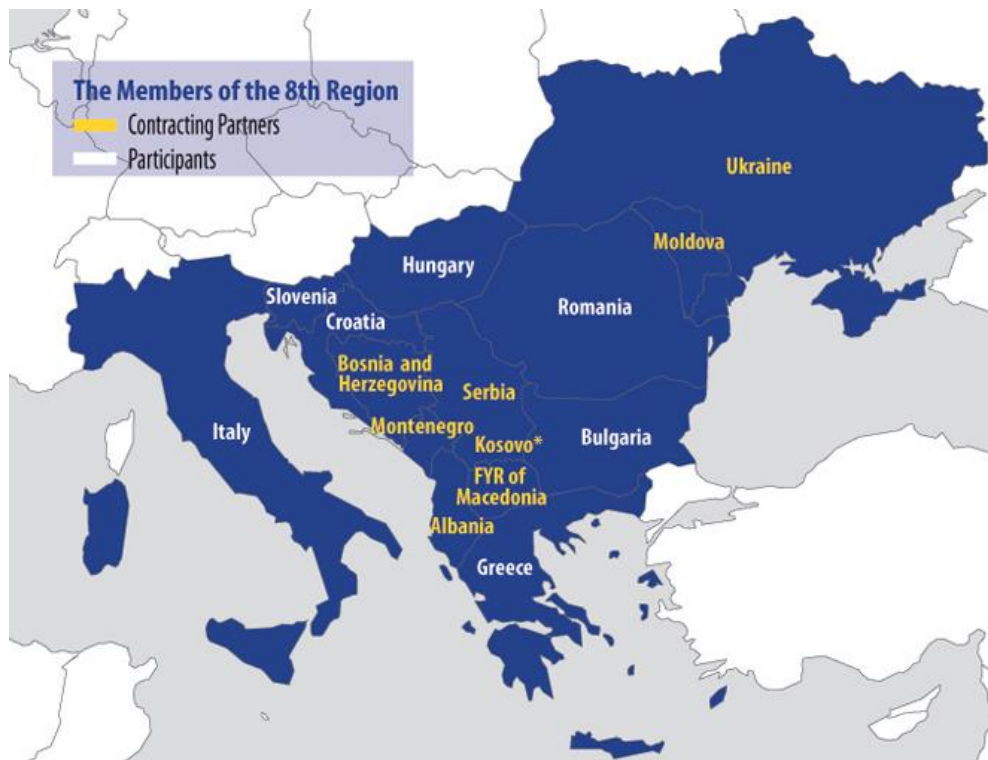 The Members of the 8th Region
Contracting Partners
Participants
Ukraine
Moldova
Hungary
Slovenia
Romania
Croatia
Bosnia and
Herzegovina
Serbia
Montenegro
Italy
Bulgaria
Kosovo*
FYR of
Macedonia
Albania
Greece